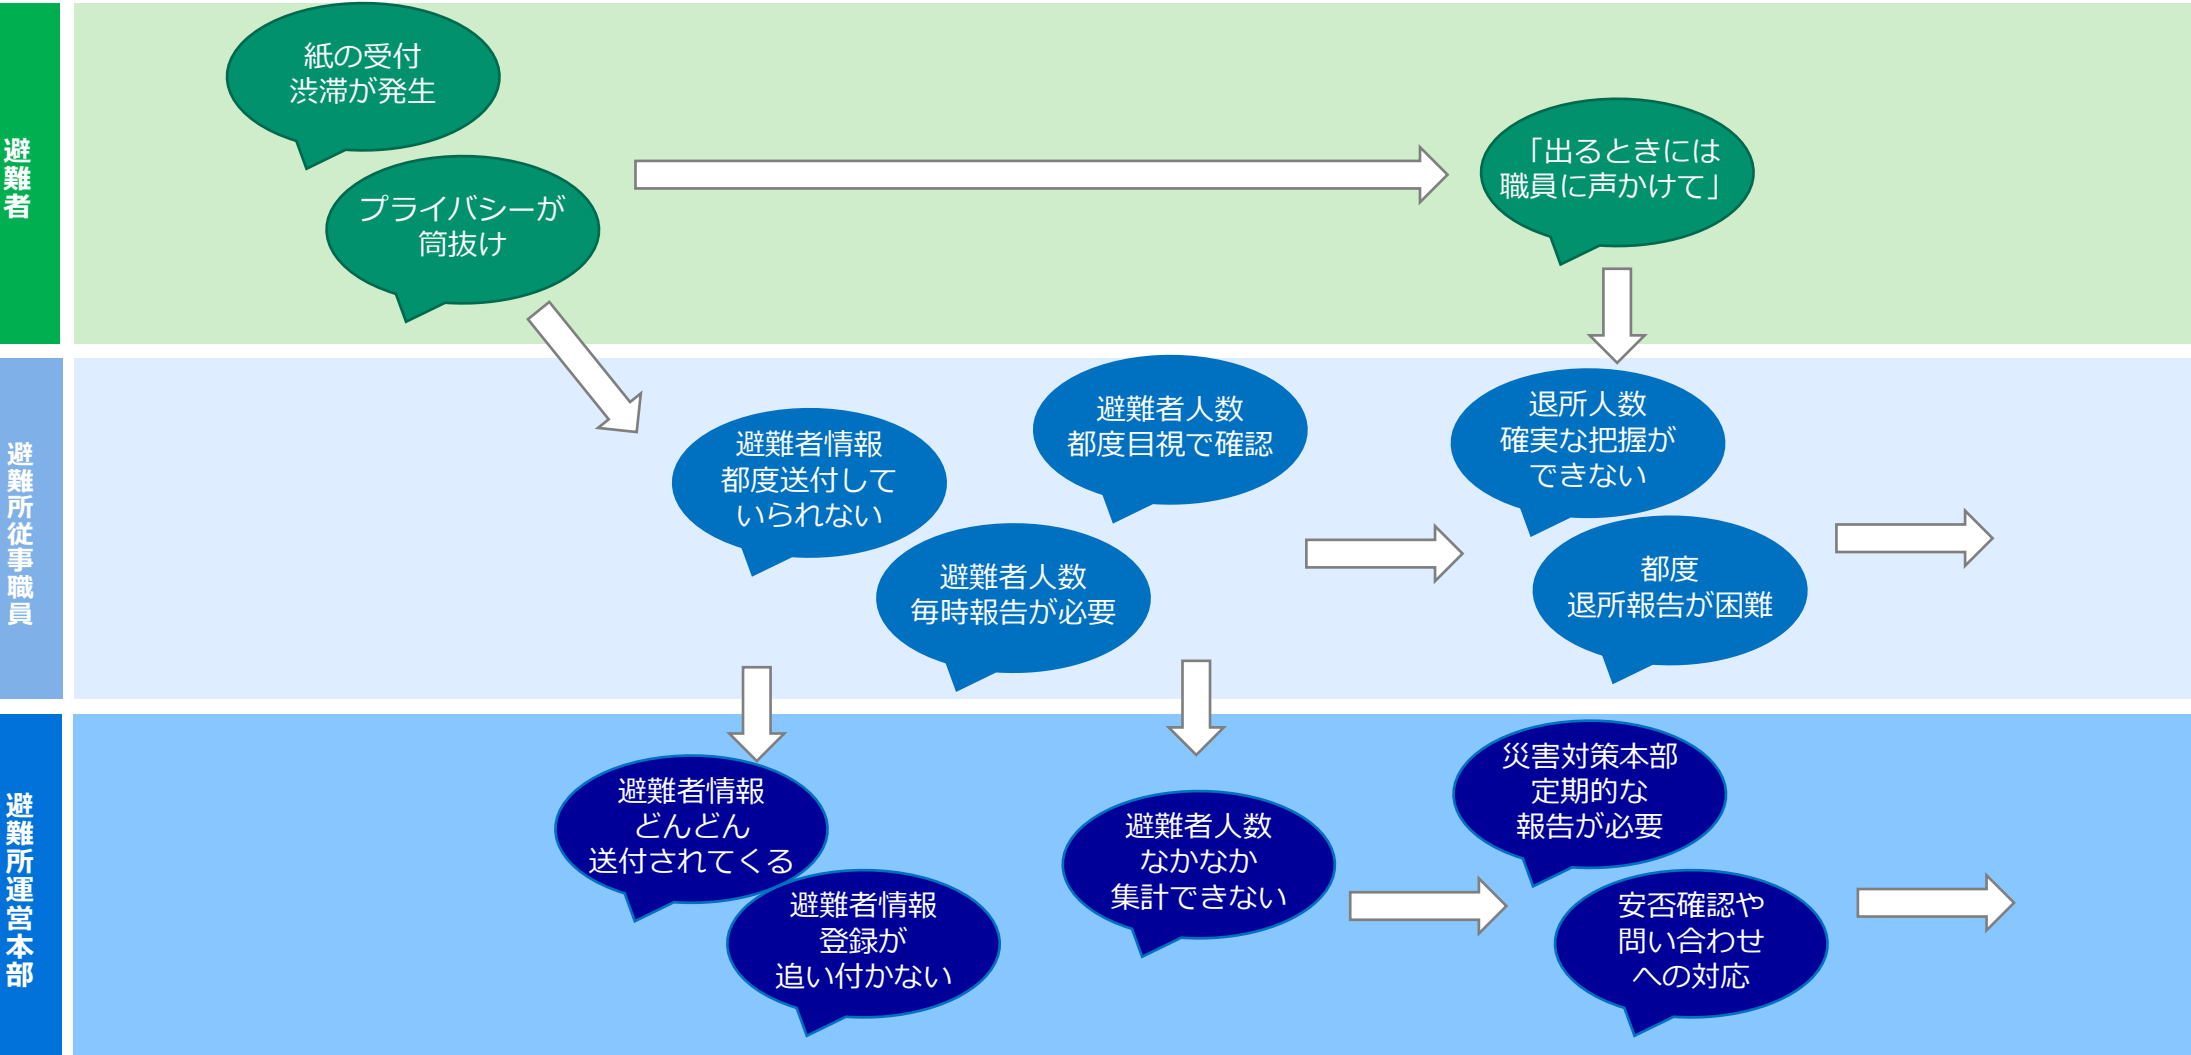 避難者
紙の受付
渋滞が発生
プライバシーが
筒抜け
「出るときには
職員に声かけて」
避難所従事職員
避難者情報
都度送付して
いられない
避難者人数
毎時報告が必要
避難者人数
都度目視で確認
退所人数
確実な把握が
できない
都度
退所報告が困難
避難所運営本部
避難者情報
どんどん
送付されてくる
避難者情報
登録が
追い付かない
避難者人数
なかなか
集計できない
災害対策本部
定期的な
報告が必要
安否確認や
問い合わせ
への対応